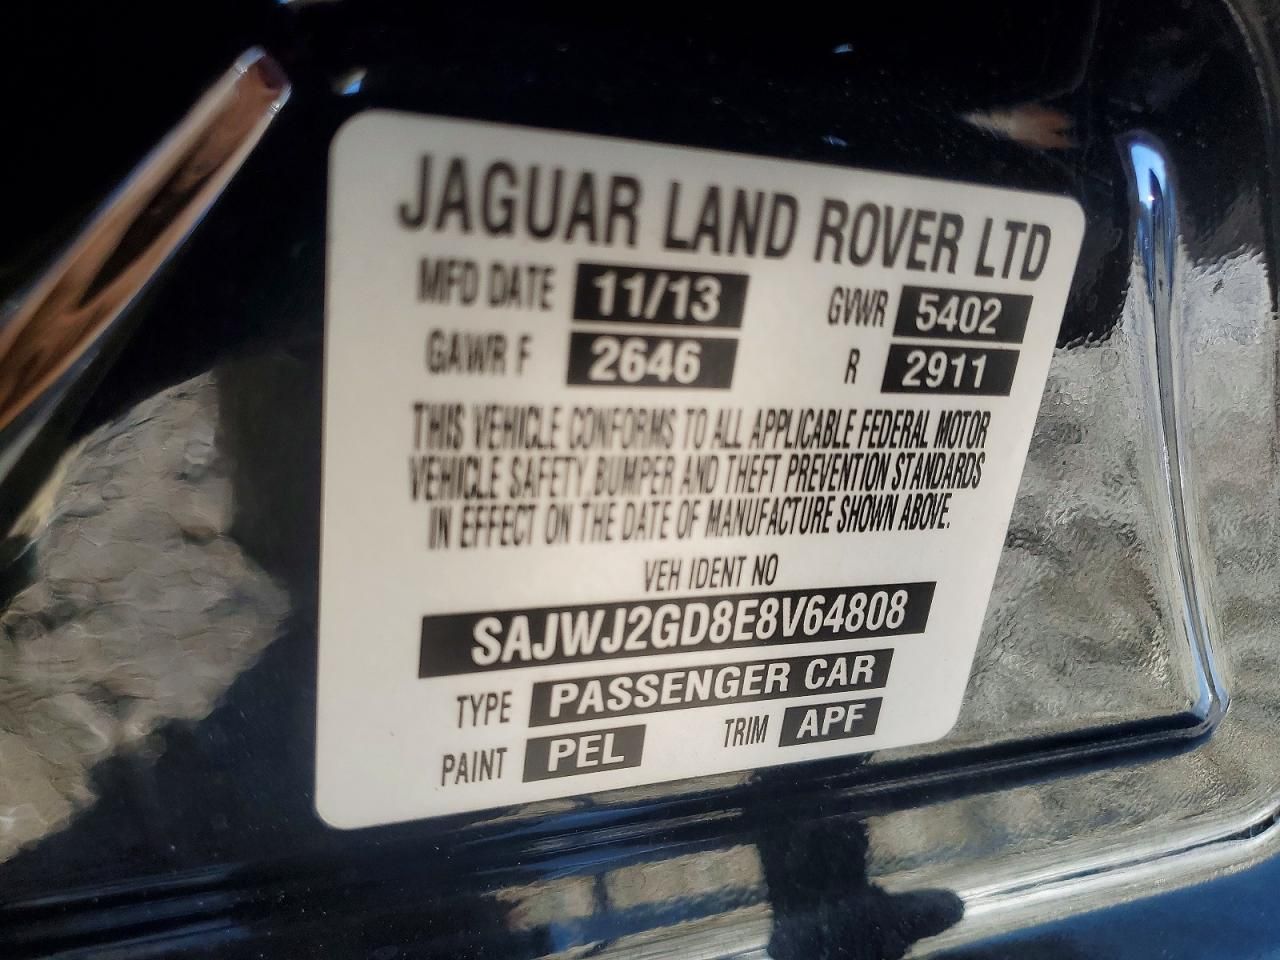 JAGUAR LAND ROVER LTD
MFD DATE 11/13 GVWR 5402
GAWR F 2646 R 2911
THIS VEHICLE CONFORMS TO ALL APPLICABLE FEDERAL MOTOR
VEHICLE SAFETY, BUMPER AND THEFT PREVENTION STANDARDS
IN EFFECT ON THE DATE OF MANUFACTURE SHOWN ABOVE.
VEH IDENT NO
SAJWJ2GD8E8V64808
TYPE PASSENGER CAR
PAINT PEL TRIM APF